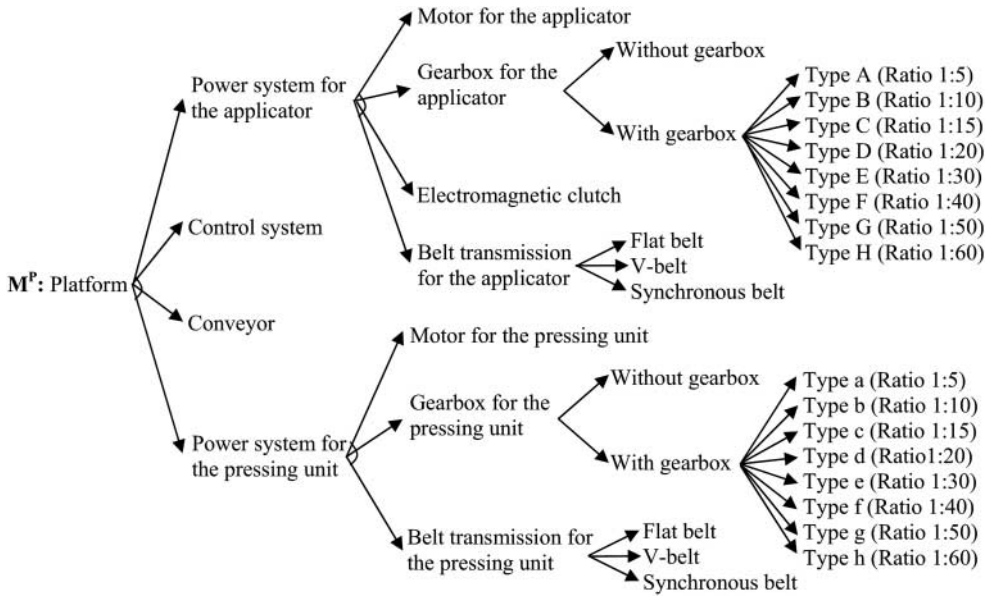 Motor for the applicator
Power system for
the applicator
Gearbox for the
applicator
Without gearbox
With gearbox
Type A (Ratio 1:5)
Type B (Ratio 1:10)
Type C (Ratio 1:15)
Type D (Ratio 1:20)
Type E (Ratio 1:30)
Type F (Ratio 1:40)
Type G (Ratio 1:50)
Type H (Ratio 1:60)
Electromagnetic clutch
Belt transmission
for the applicator
Flat belt
V-belt
Synchronous belt
Control system
M^P: Platform
Conveyor
Power system for
the pressing unit
Motor for the pressing unit
Gearbox for the
pressing unit
Without gearbox
With gearbox
Type a (Ratio 1:5)
Type b (Ratio 1:10)
Type c (Ratio 1:15)
Type d (Ratio1:20)
Type e (Ratio 1:30)
Type f (Ratio 1:40)
Type g (Ratio 1:50)
Type h (Ratio 1:60)
Belt transmission for
the pressing unit
Flat belt
V-belt
Synchronous belt